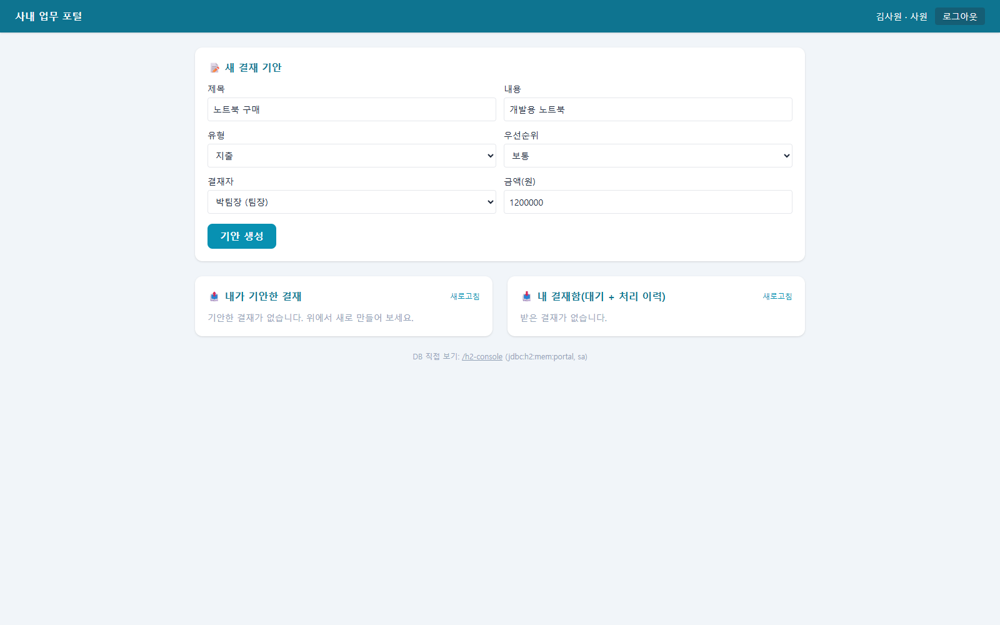 사내 업무 포털
김사원 · 사원
로그아웃
새 결재 기안
제목
내용
노트북 구매
개발용 노트북
유형
우선순위
지출
보통
결재자
금액(원)
박팀장 (팀장)
1200000
기안 생성
내가 기안한 결재
새로고침
기안한 결재가 없습니다. 위에서 새로 만들어 보세요.
내 결재함(대기 + 처리 이력)
새로고침
받은 결재가 없습니다.
DB 직접 보기: /h2-console (jdbc:h2:mem:portal, sa)